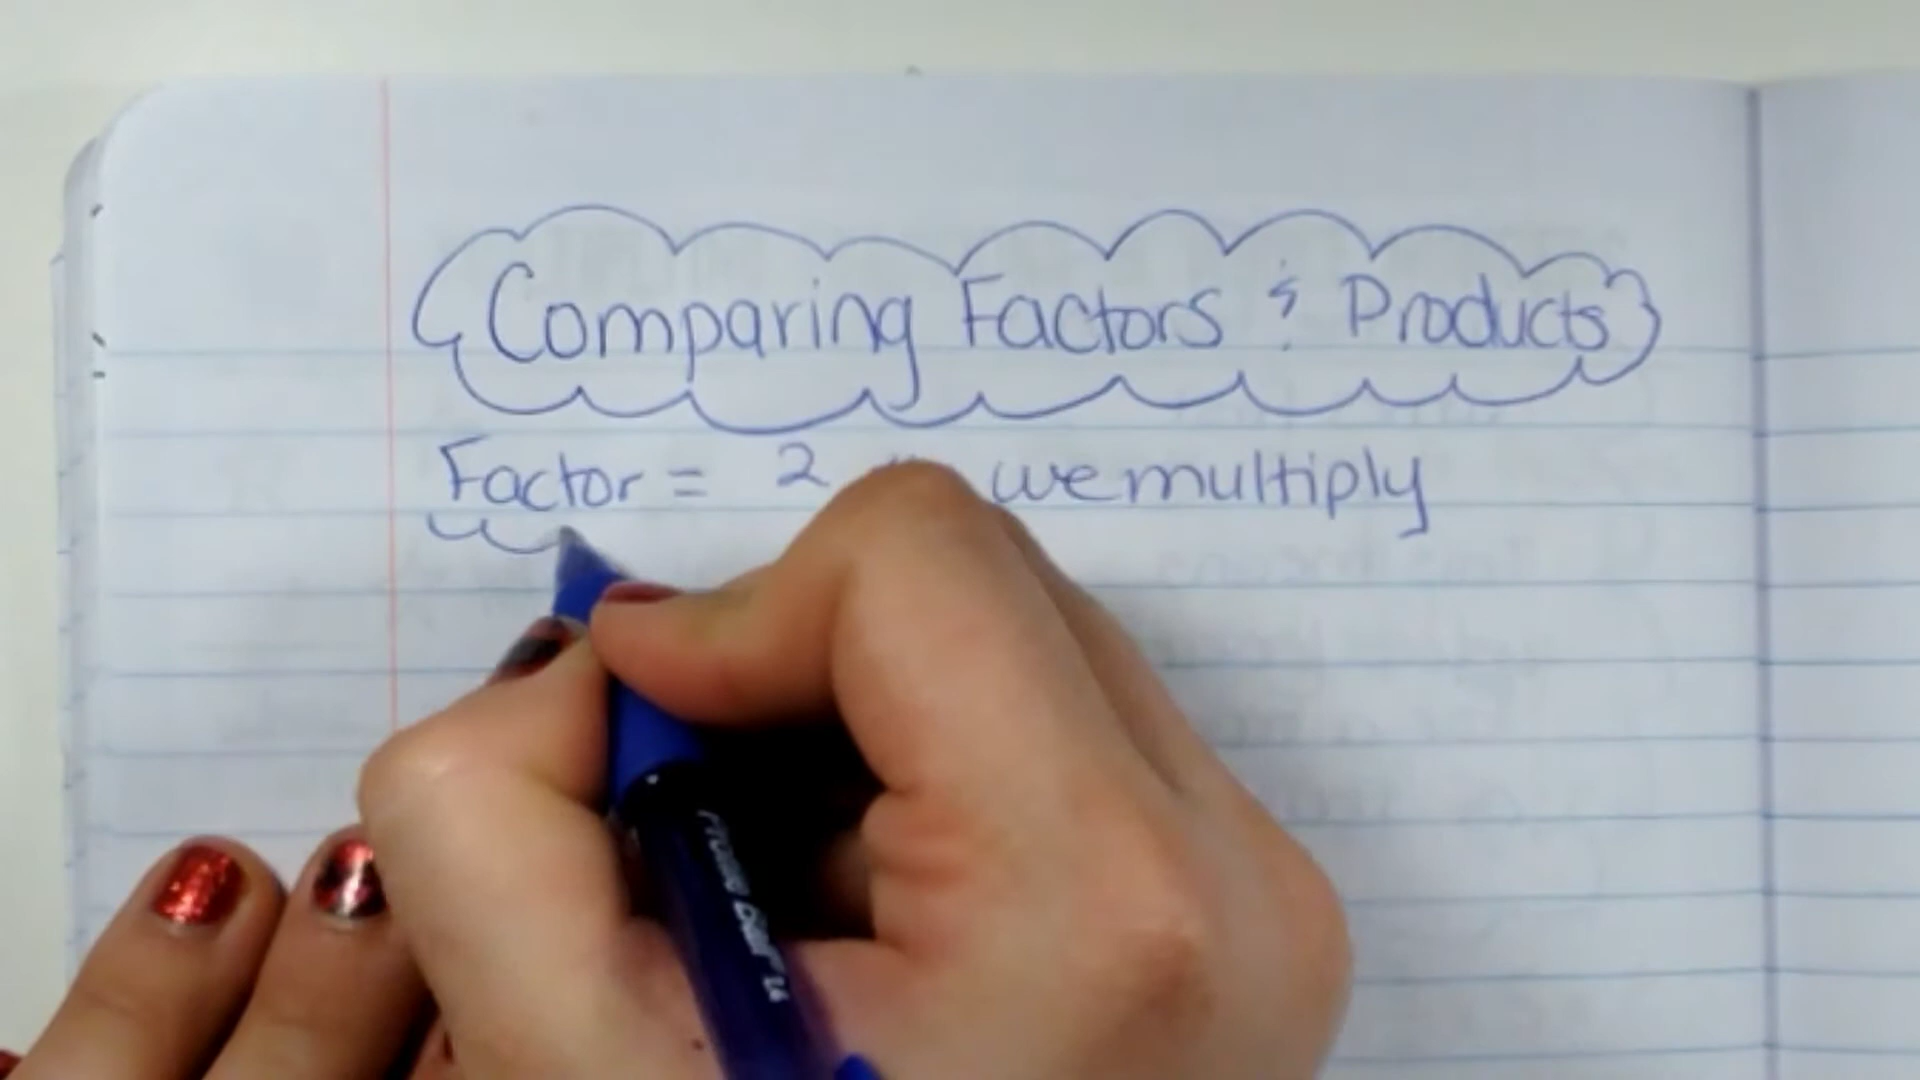 Comparing Factors & Products
Factor = 2 we multiply